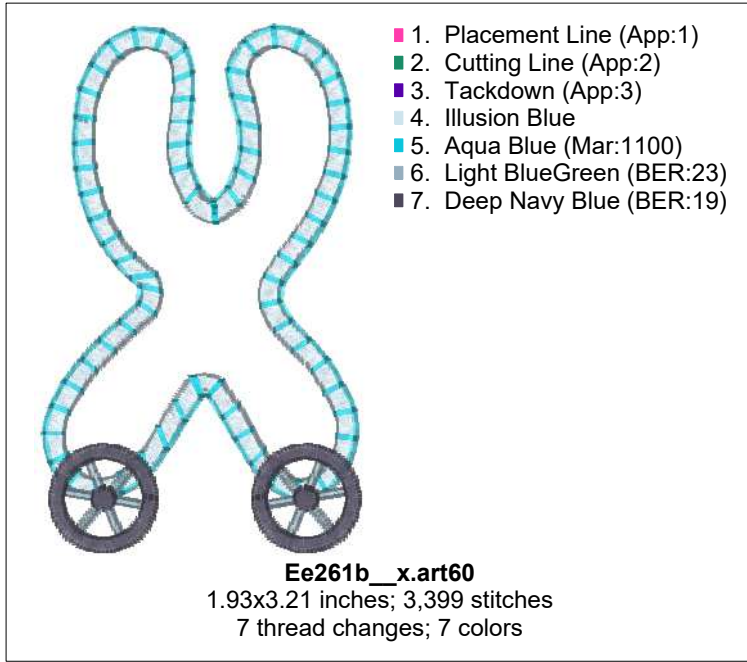 1. Placement Line (App:1)
2. Cutting Line (App:2)
3. Tackdown (App:3)
4. Illusion Blue
5. Aqua Blue (Mar:1100)
6. Light BlueGreen (BER:23)
7. Deep Navy Blue (BER:19)
Ee261b__x.art60
1.93x3.21 inches; 3,399 stitches
7 thread changes; 7 colors